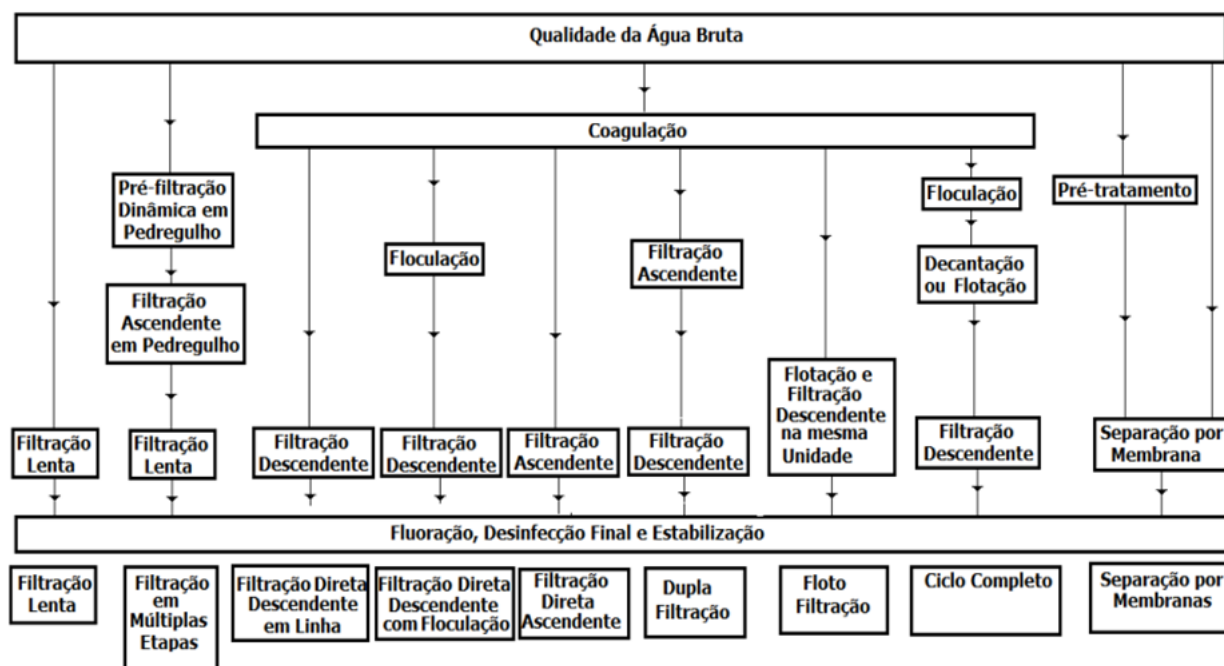 Qualidade da Água Bruta
Coagulação
Pré-filtração
Dinâmica em
Pedregulho
Floculação
Pré-tratamento
Floculação
Filtração
Ascendente
Decantação
ou Flotação
Filtração
Ascendente
em Pedregulho
Flotação e
Filtração
Descendente
na mesma
Unidade
Filtração
Lenta
Filtração
Lenta
Filtração
Descendente
Filtração
Descendente
Filtração
Ascendente
Filtração
Descendente
Filtração
Descendente
Separação por
Membrana
Fluoração, Desinfecção Final e Estabilização
Filtração
Lenta
Filtração
em
Múltiplas
Etapas
Filtração Direta
Descendente
em Linha
Filtração Direta
Descendente
com Floculação
Filtração
Direta
Ascendente
Dupla
Filtração
Floto
Filtração
Ciclo Completo
Separação por
Membranas